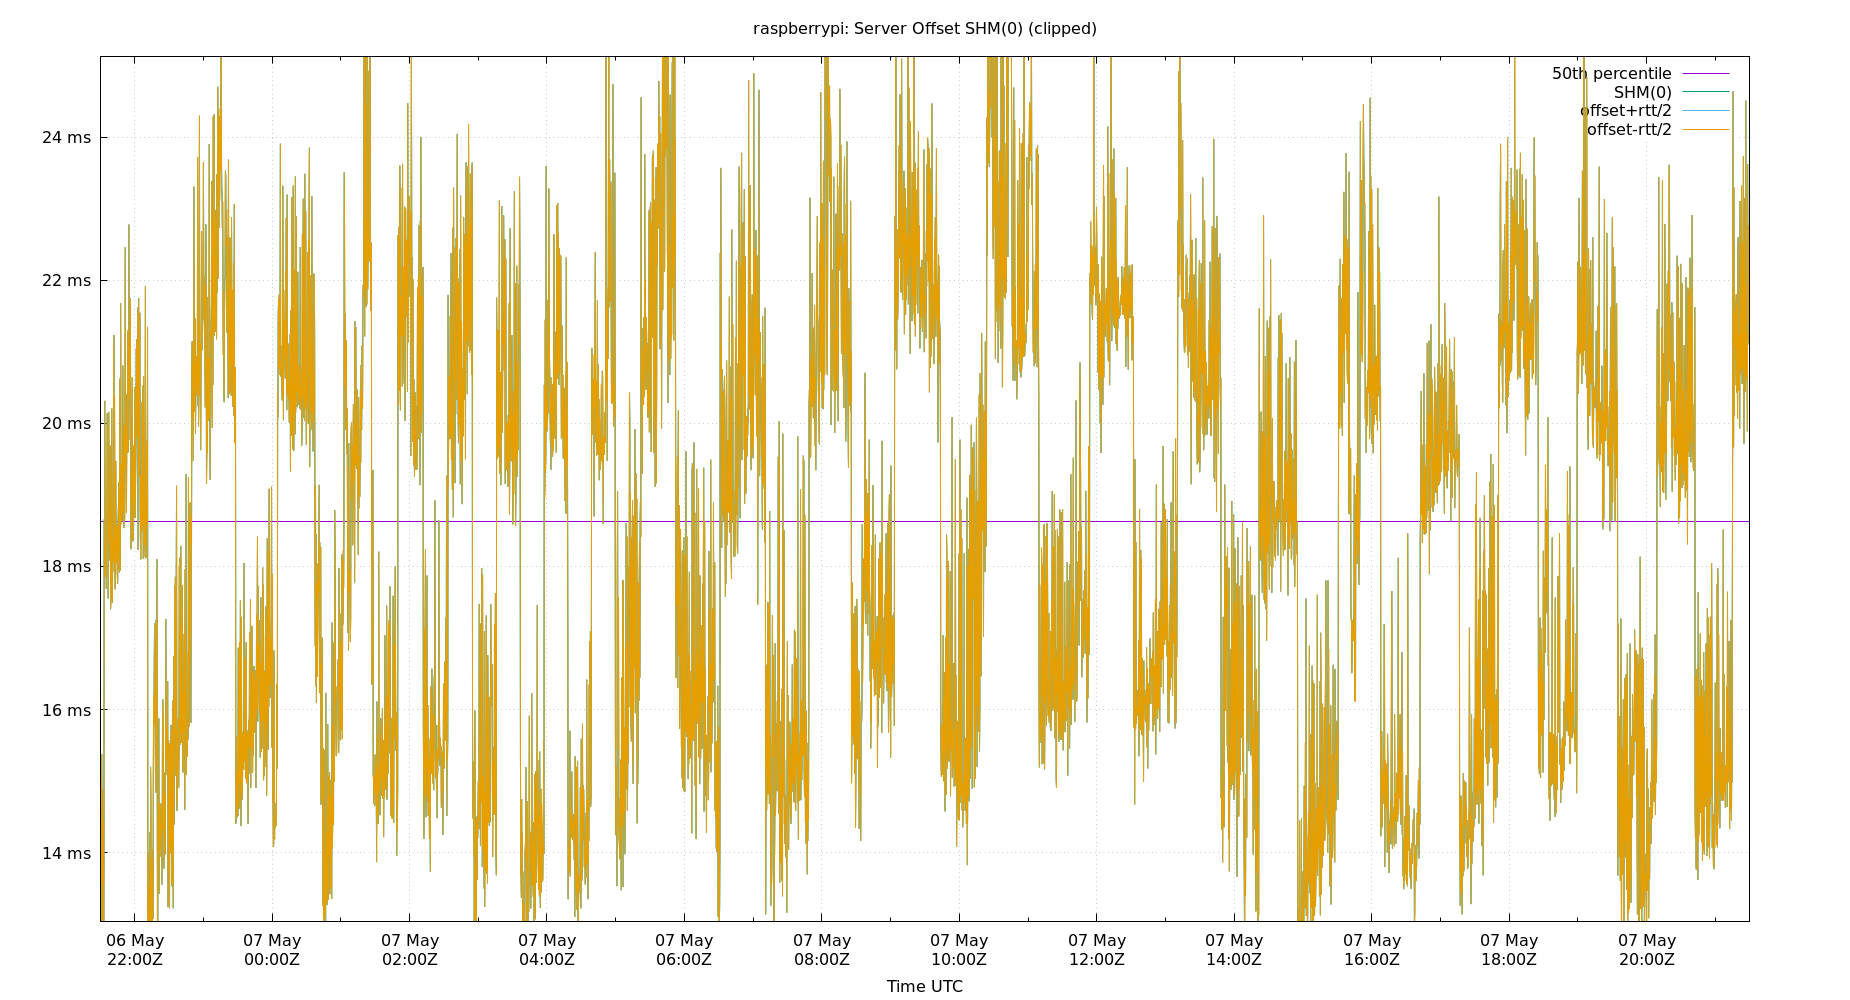 raspberrypi: Server Offset SHM(0) (clipped)
50th percentile
SHM(0)
offset+rtt/2
offset-rtt/2
24 ms
22 ms
20 ms
18 ms
16 ms
14 ms
06 May 07 May 07 May 07 May 07 May 07 May 07 May 07 May 07 May 07 May 07 May 07 May
22:00Z 00:00Z 02:00Z 04:00Z 06:00Z 08:00Z 10:00Z 12:00Z 14:00Z 16:00Z 18:00Z 20:00Z
Time UTC